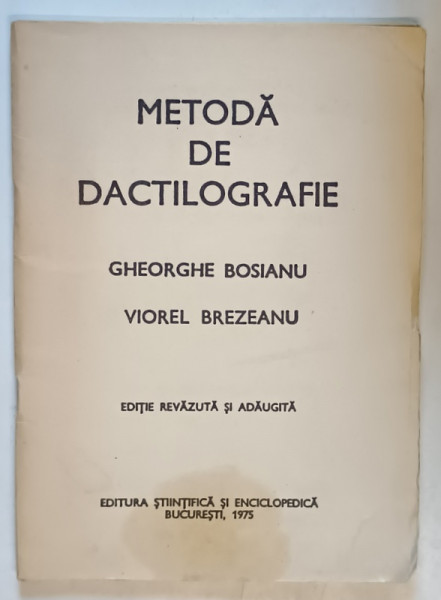 METODĂ
DE
DACTILOGRAFIE
GHEORGHE BOSIANU
VIOREL BREZEANU
EDIȚIE REVĂZUTĂ ȘI ADĂUGITĂ
EDITURA ȘTIINȚIFICĂ ȘI ENCICLOPEDICĂ
BUCUREȘTI, 1975